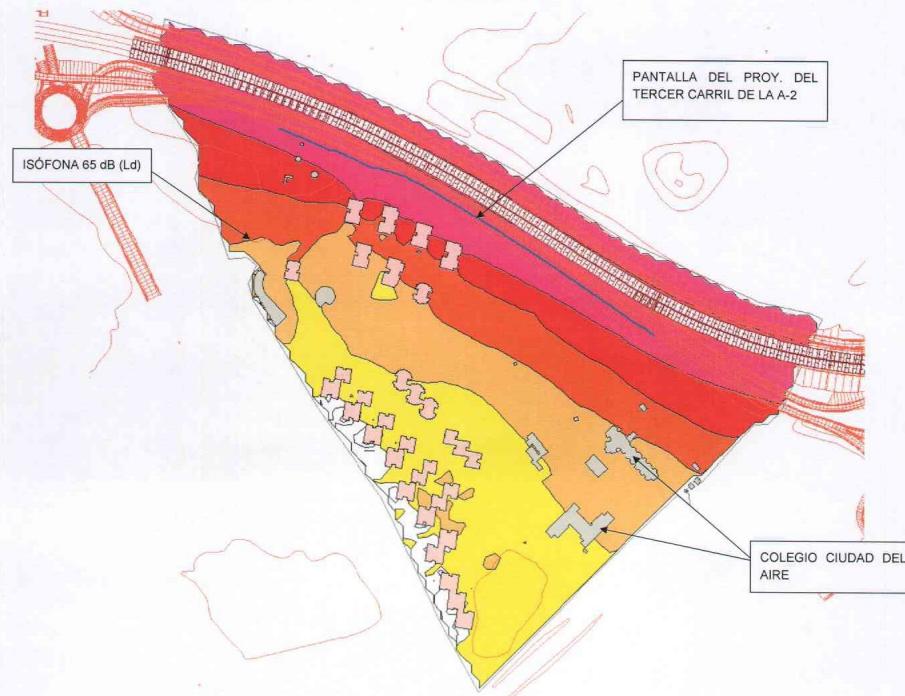 PANTALLA DEL PROY. DEL
TERCER CARRIL DE LA A-2
ISÓFONA 65 dB (Ld)
COLEGIO CIUDAD DEL
AIRE